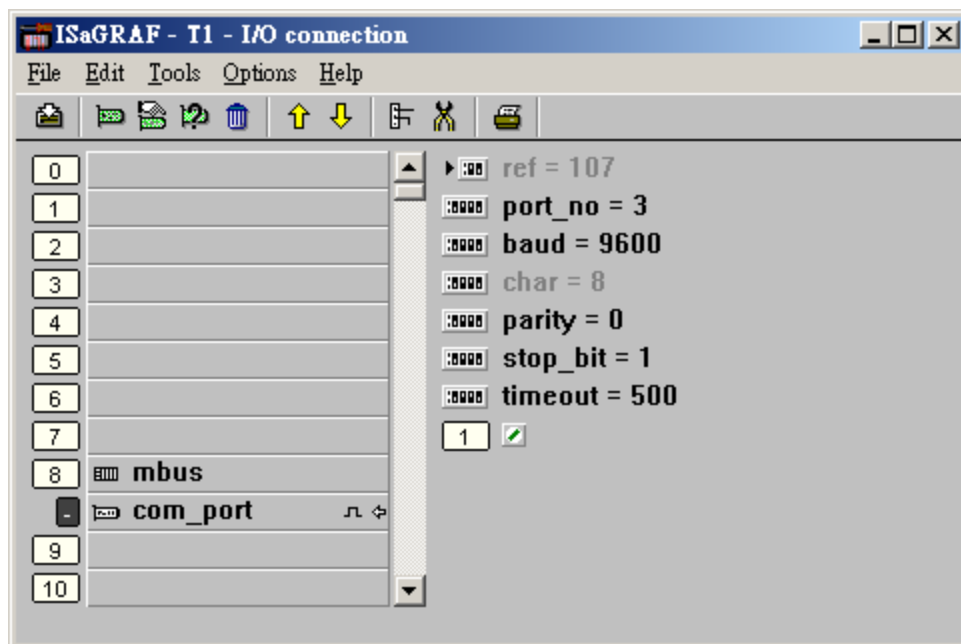 ISaGRAF - T1 - I/O connection
File Edit Tools Options Help
0
1
2
3
4
5
6
7
8 mbus
- com_port
9
10
ref = 107
port_no = 3
baud = 9600
char = 8
parity = 0
stop_bit = 1
timeout = 500
1